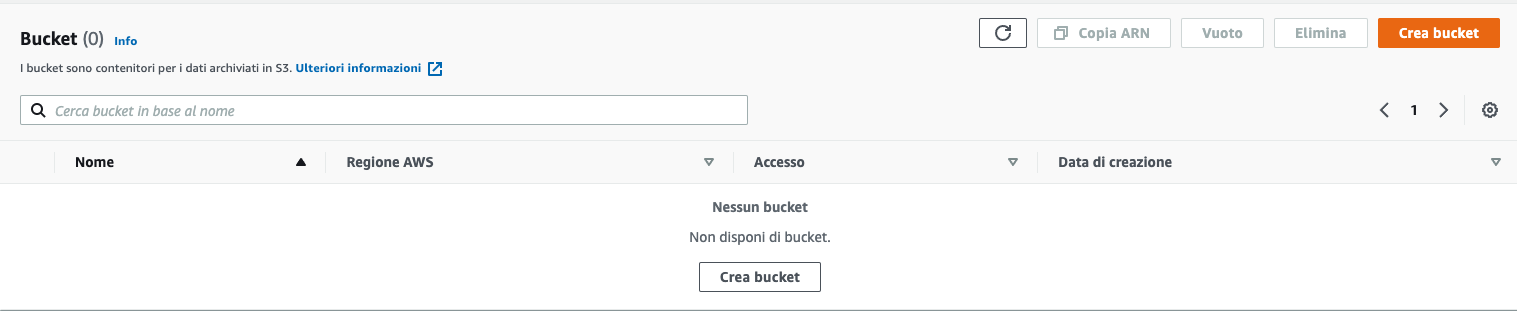 Bucket (0) Info
Copia ARN Vuoto Elimina Crea bucket
I bucket sono contenitori per i dati archiviati in S3. Ulteriori informazioni
Cerca bucket in base al nome
1
Nome Regione AWS Accesso Data di creazione
Nessun bucket
Non disponi di bucket.
Crea bucket